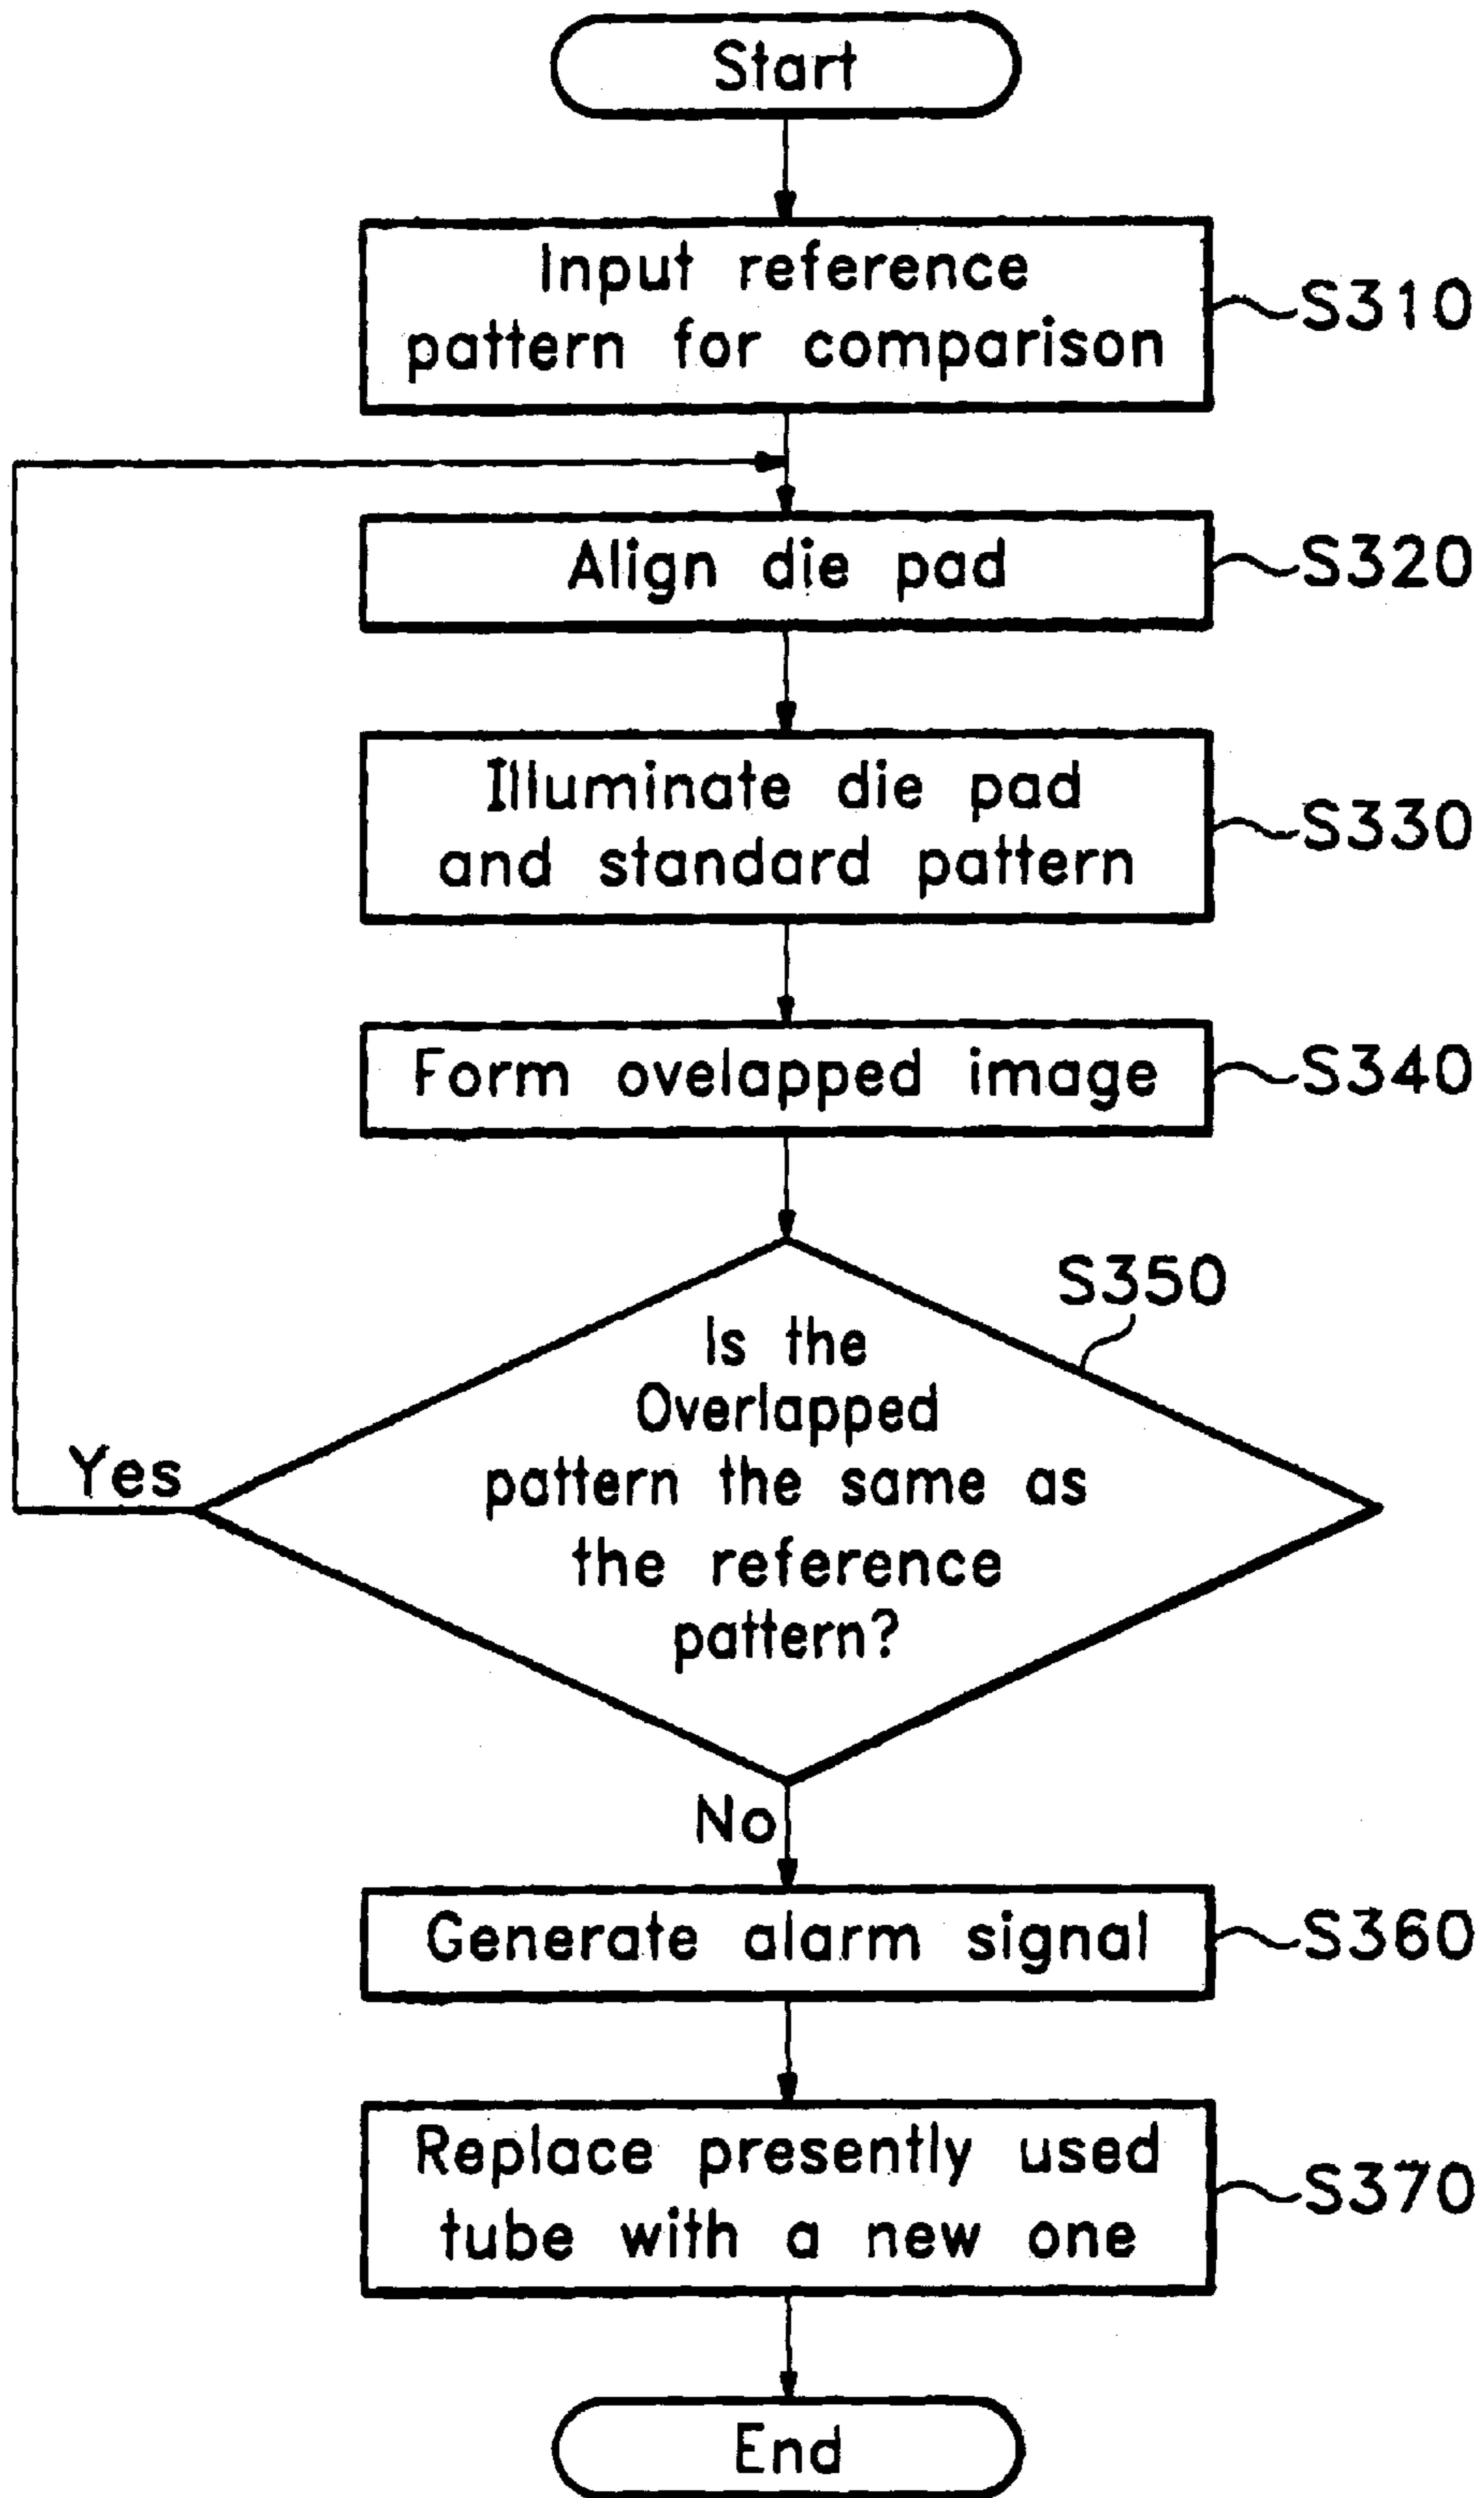 Start
Input reference
pattern for comparison
S310
Align die pad
S320
Illuminate die pad
and standard pattern
S330
Form ovelapped image
S340
S350
Is the
Overlapped
pattern the same as
the reference
pattern?
Yes
No
Generate alarm signal
S360
Replace presently used
tube with a new one
S370
End